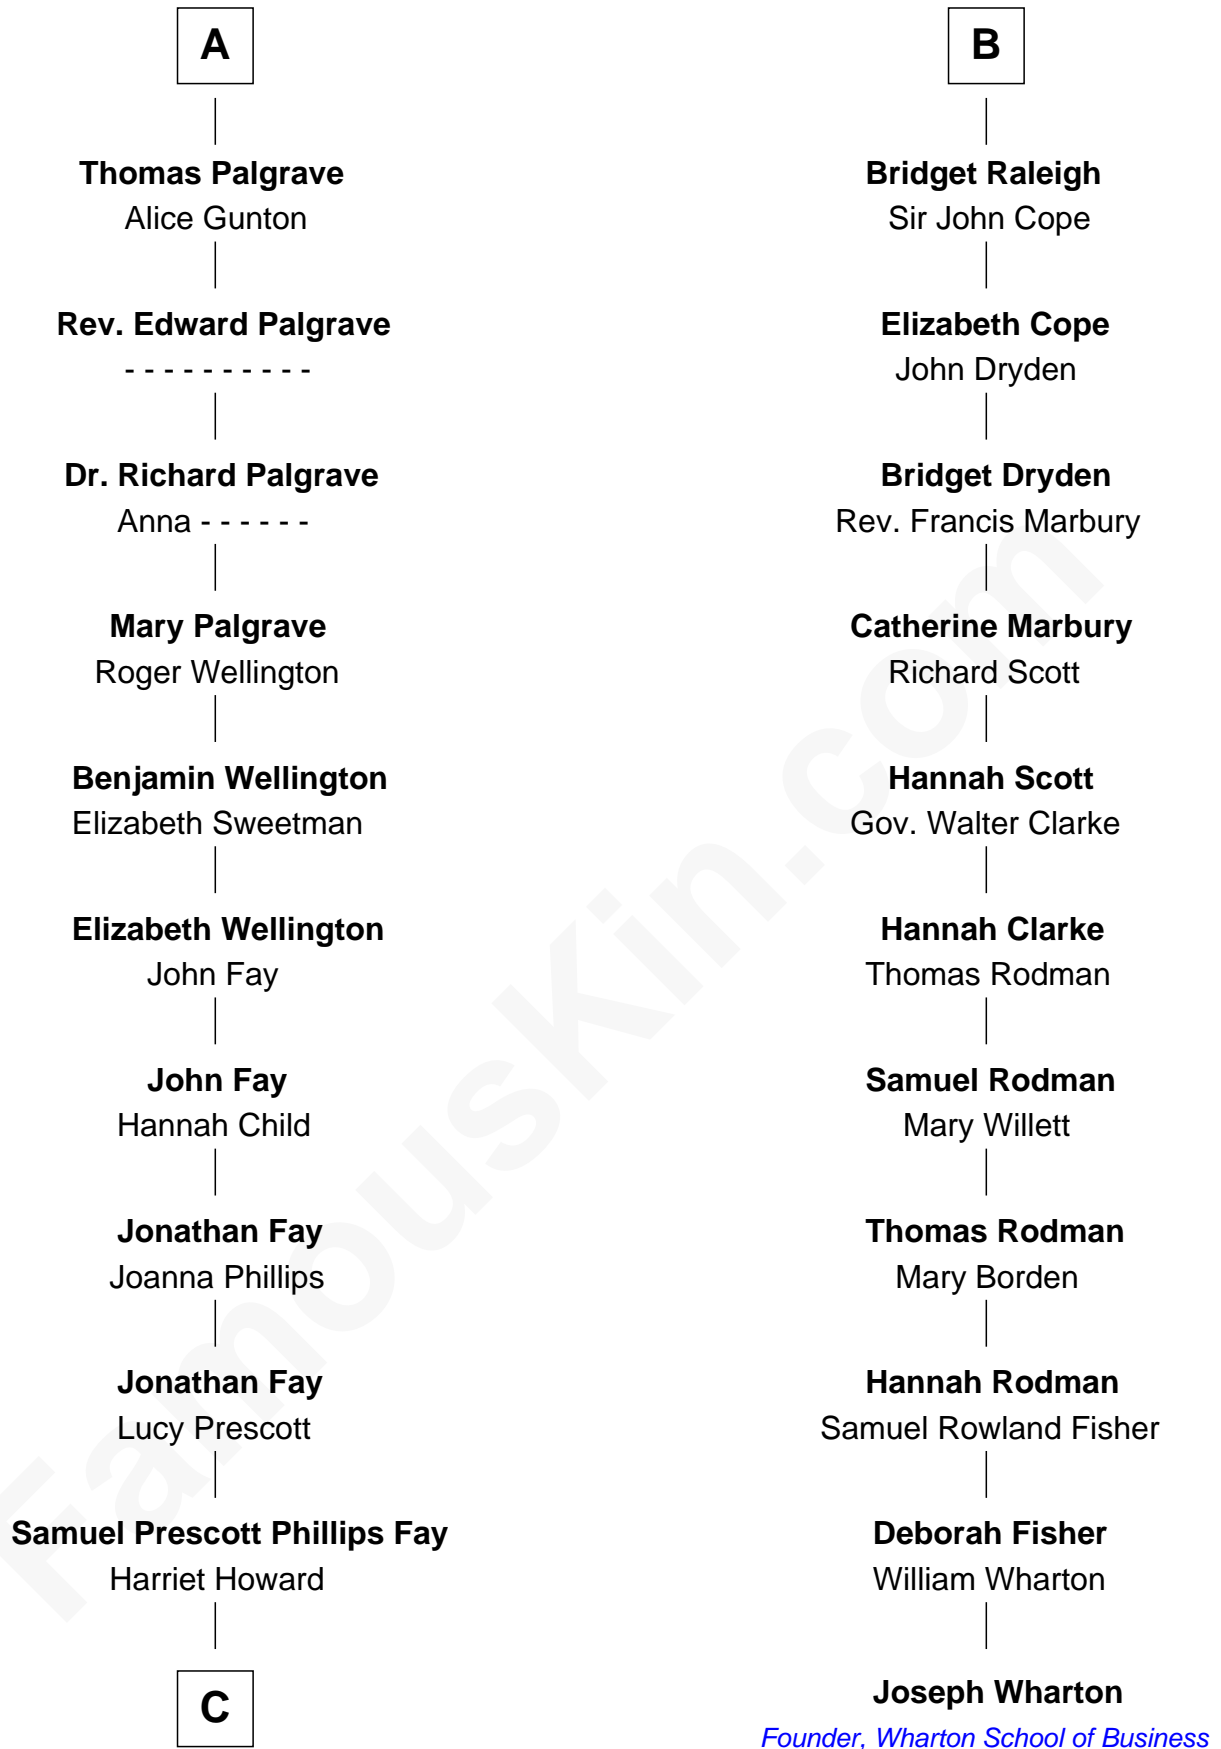 A
Thomas Palgrave
Alice Gunton
Rev. Edward Palgrave
- - - - - - - - - -
Dr. Richard Palgrave
Anna - - - - - -
Mary Palgrave
Roger Wellington
Benjamin Wellington
Elizabeth Sweetman
Elizabeth Wellington
John Fay
John Fay
Hannah Child
Jonathan Fay
Joanna Phillips
Jonathan Fay
Lucy Prescott
Samuel Prescott Phillips Fay
Harriet Howard
C
B
Bridget Raleigh
Sir John Cope
Elizabeth Cope
John Dryden
Bridget Dryden
Rev. Francis Marbury
Catherine Marbury
Richard Scott
Hannah Scott
Gov. Walter Clarke
Hannah Clarke
Thomas Rodman
Samuel Rodman
Mary Willett
Thomas Rodman
Mary Borden
Hannah Rodman
Samuel Rowland Fisher
Deborah Fisher
William Wharton
Joseph Wharton
Founder, Wharton School of Business
FamousKin.com